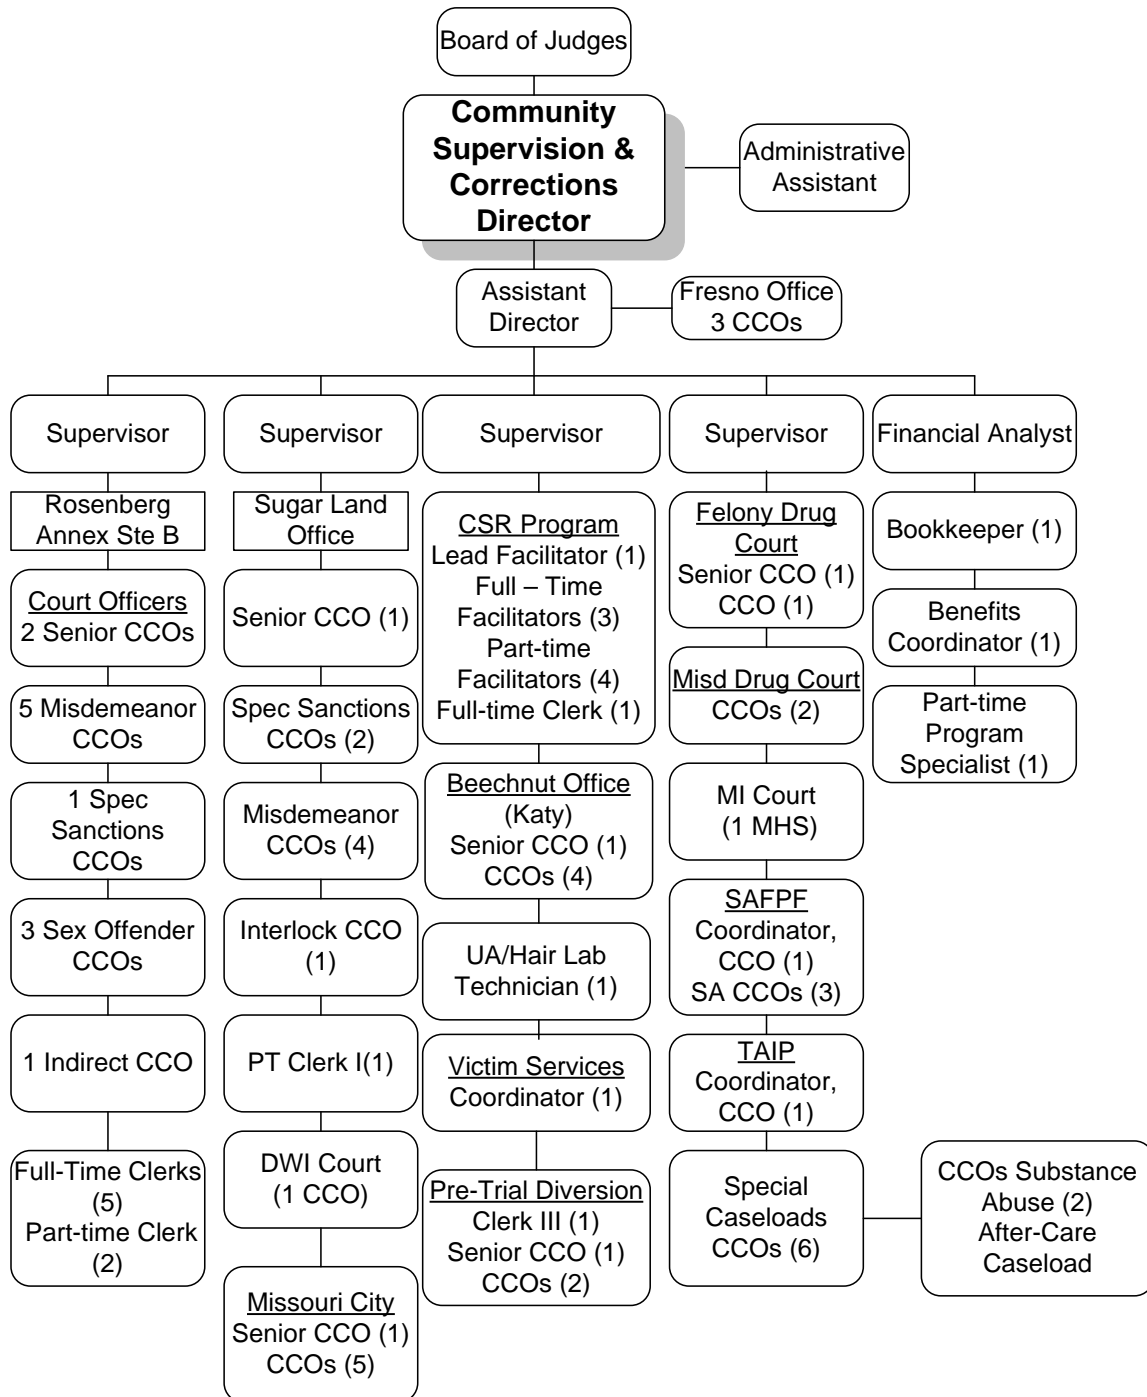 Board of Judges
Community
Supervision &
Corrections
Director
Administrative
Assistant
Assistant
Director
Fresno Office
3 CCOs
Supervisor
Rosenberg
Annex Ste B
Court Officers
2 Senior CCOs
5 Misdemeanor
CCOs
1 Spec
Sanctions
CCOs
3 Sex Offender
CCOs
1 Indirect CCO
Full-Time Clerks
(5)
Part-time Clerk
(2)
Supervisor
Sugar Land
Office
Senior CCO (1)
Spec Sanctions
CCOs (2)
Misdemeanor
CCOs (4)
Interlock CCO
(1)
PT Clerk I(1)
DWI Court
(1 CCO)
Missouri City
Senior CCO (1)
CCOs (5)
Supervisor
CSR Program
Lead Facilitator (1)
Full – Time
Facilitators (3)
Part-time
Facilitators (4)
Full-time Clerk (1)
Beechnut Office
(Katy)
Senior CCO (1)
CCOs (4)
UA/Hair Lab
Technician (1)
Victim Services
Coordinator (1)
Pre-Trial Diversion
Clerk III (1)
Senior CCO (1)
CCOs (2)
Supervisor
Felony Drug
Court
Senior CCO (1)
CCO (1)
Misd Drug Court
CCOs (2)
MI Court
(1 MHS)
SAFPF
Coordinator,
CCO (1)
SA CCOs (3)
TAIP
Coordinator,
CCO (1)
Special
Caseloads
CCOs (6)
CCOs Substance
Abuse (2)
After-Care
Caseload
Financial Analyst
Bookkeeper (1)
Benefits
Coordinator (1)
Part-time
Program
Specialist (1)